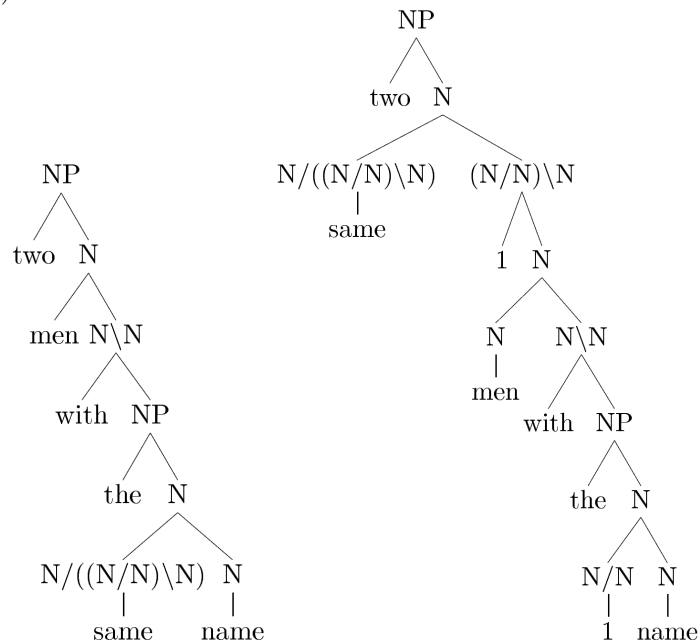 )
NP
two N
N/((N/N)\N) (N/N)\N
same
1 N
N N\N
men
with NP
the N
N/N N
1 name
NP
two N
men N\N
with NP
the N
N/((N/N)\N) N
same name